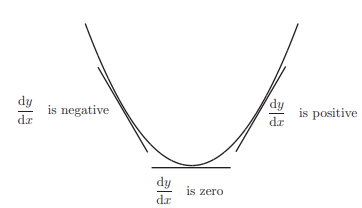 dy/dx is negative
dy/dx is positive
dy/dx is zero